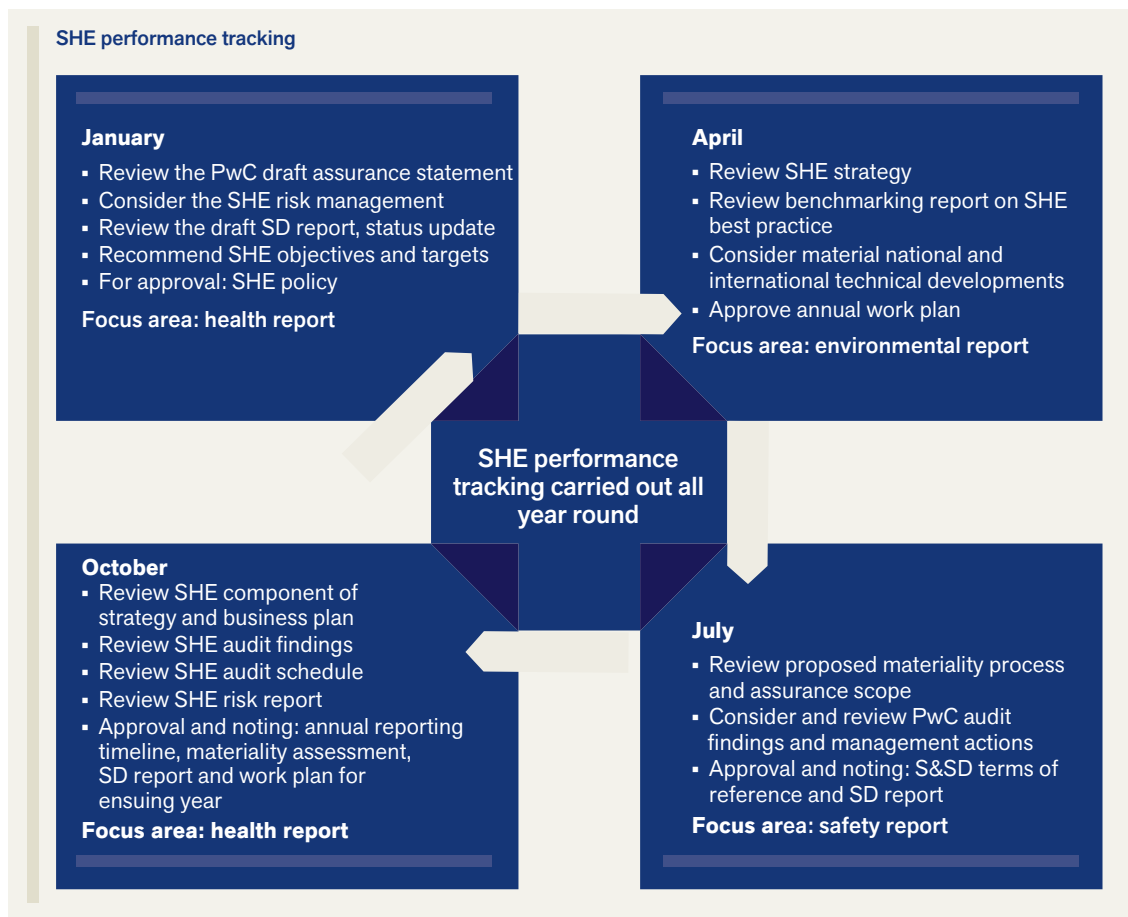 SHE performance tracking
January
▪ Review the PwC draft assurance statement
▪ Consider the SHE risk management
▪ Review the draft SD report, status update
▪ Recommend SHE objectives and targets
▪ For approval: SHE policy
Focus area: health report
April
▪ Review SHE strategy
▪ Review benchmarking report on SHE
best practice
▪ Consider material national and
international technical developments
▪ Approve annual work plan
Focus area: environmental report
SHE performance
tracking carried out all
year round
October
▪ Review SHE component of
strategy and business plan
▪ Review SHE audit findings
▪ Review SHE audit schedule
▪ Review SHE risk report
▪ Approval and noting: annual reporting
timeline, materiality assessment,
SD report and work plan for
ensuing year
Focus area: health report
July
▪ Review proposed materiality process
and assurance scope
▪ Consider and review PwC audit
findings and management actions
▪ Approval and noting: S&SD terms of
reference and SD report
Focus area: safety report